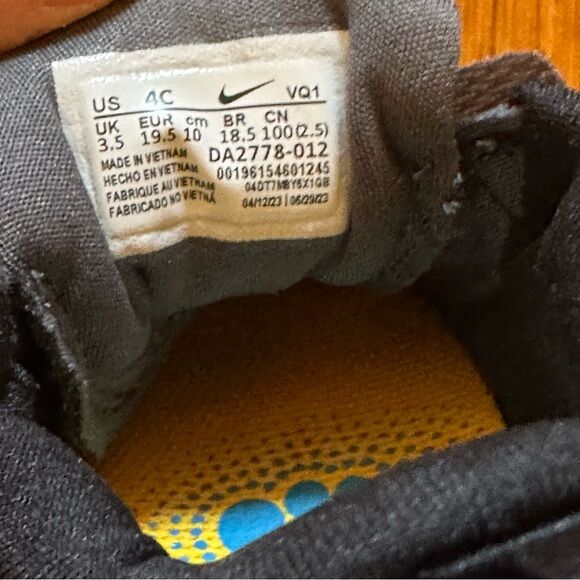 US 4C VQ1
UK EUR cm BR CN
3.5 19.5 10 18.5 100(2.5)
MADE IN VIETNAM DA2778-012
HECHO EN VIETNAM 00196154601245
FABRIQUE AU VIETNAM 04DT7MBY6X1GB
FABRICADO NO VIETNÃ 04/12/23 | 06/29/23